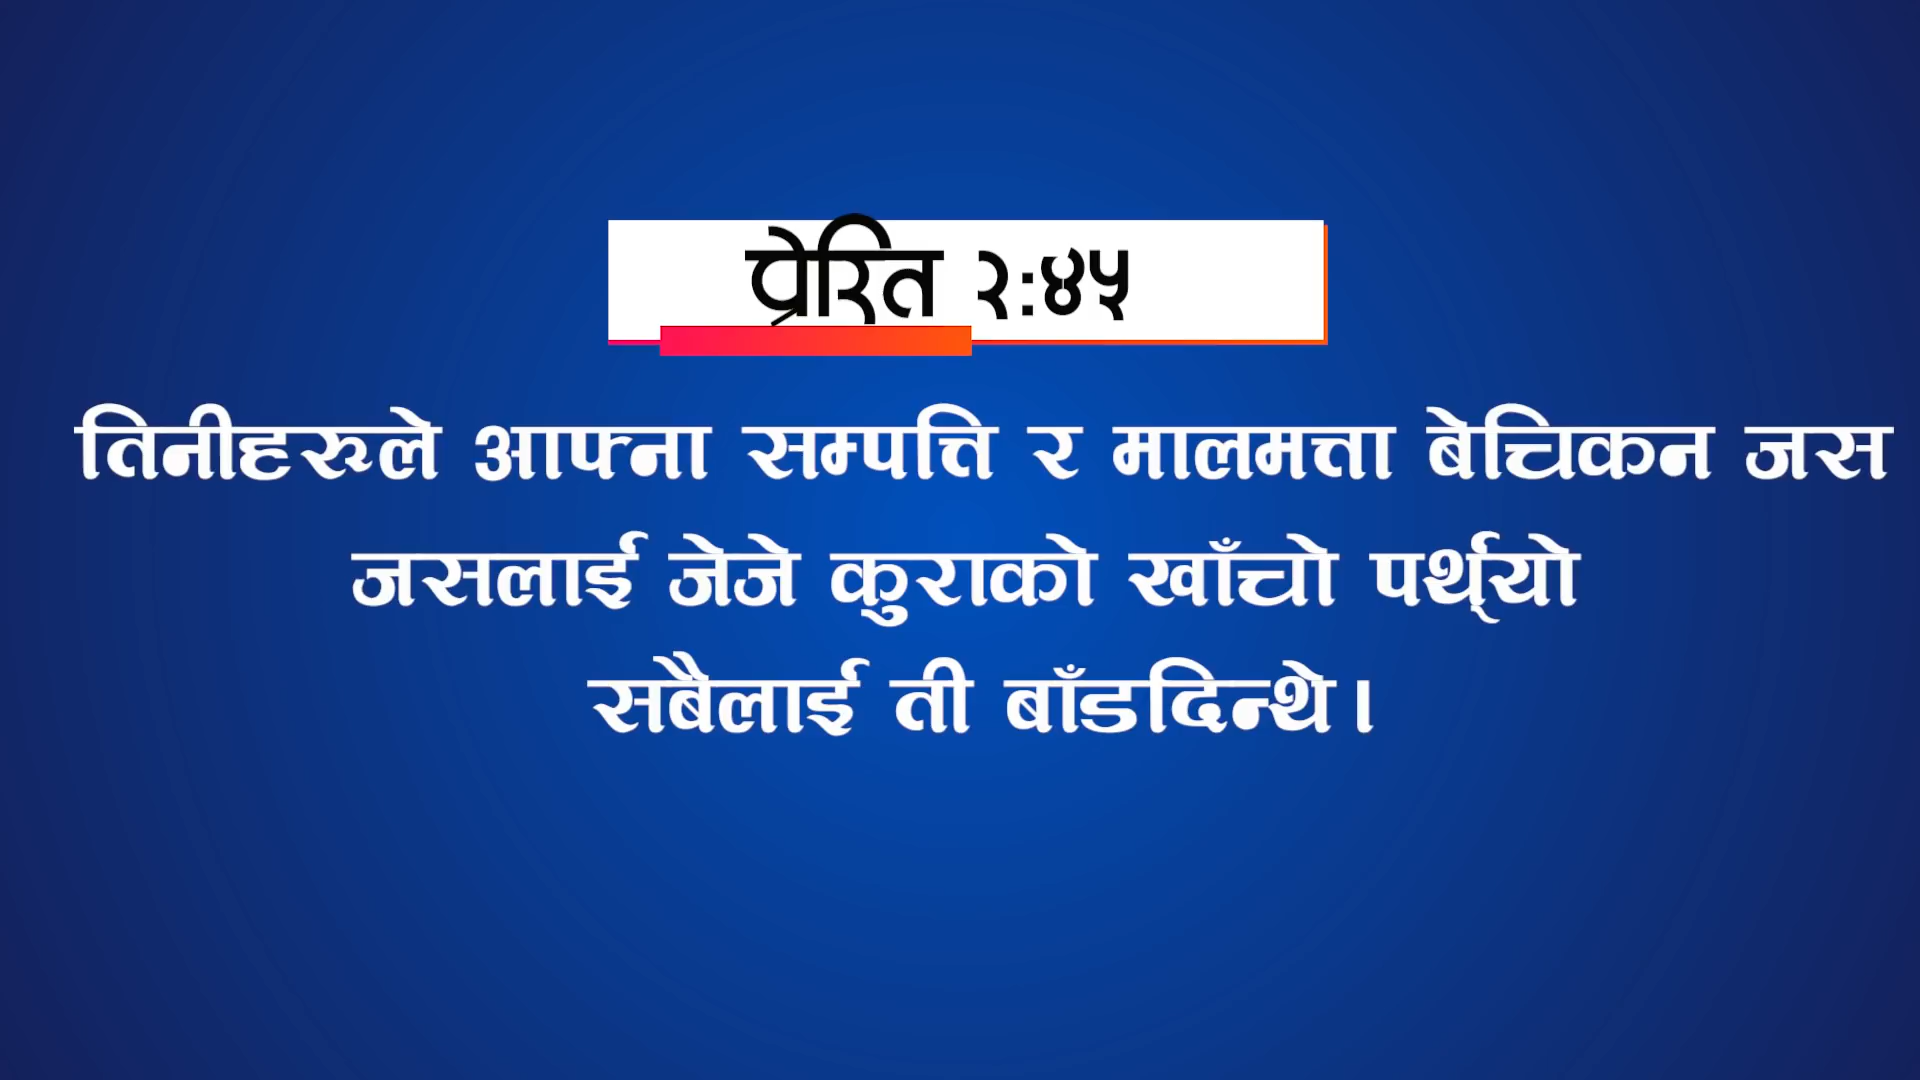 प्रेरित २:४५
तिनीहरुले आफ्ना सम्पत्ति र मालमत्ता बेचिकन जस
जसलाई जेजे कुराको खाँचो पर्थ्यो
सबैलाई ती बाँडदिन्थे।